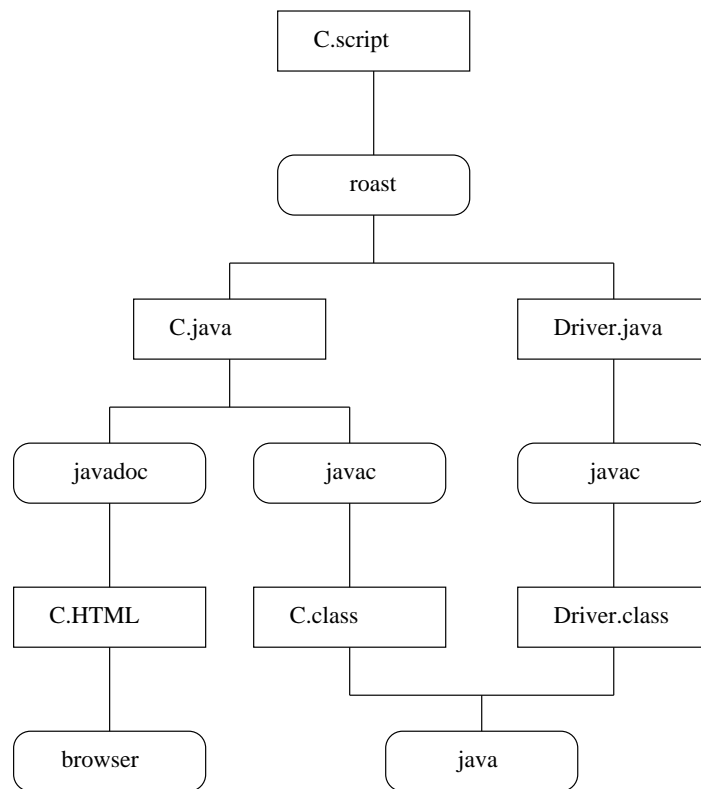 C.script
roast
C.java
Driver.java
javadoc
javac
javac
C.HTML
C.class
Driver.class
browser
java